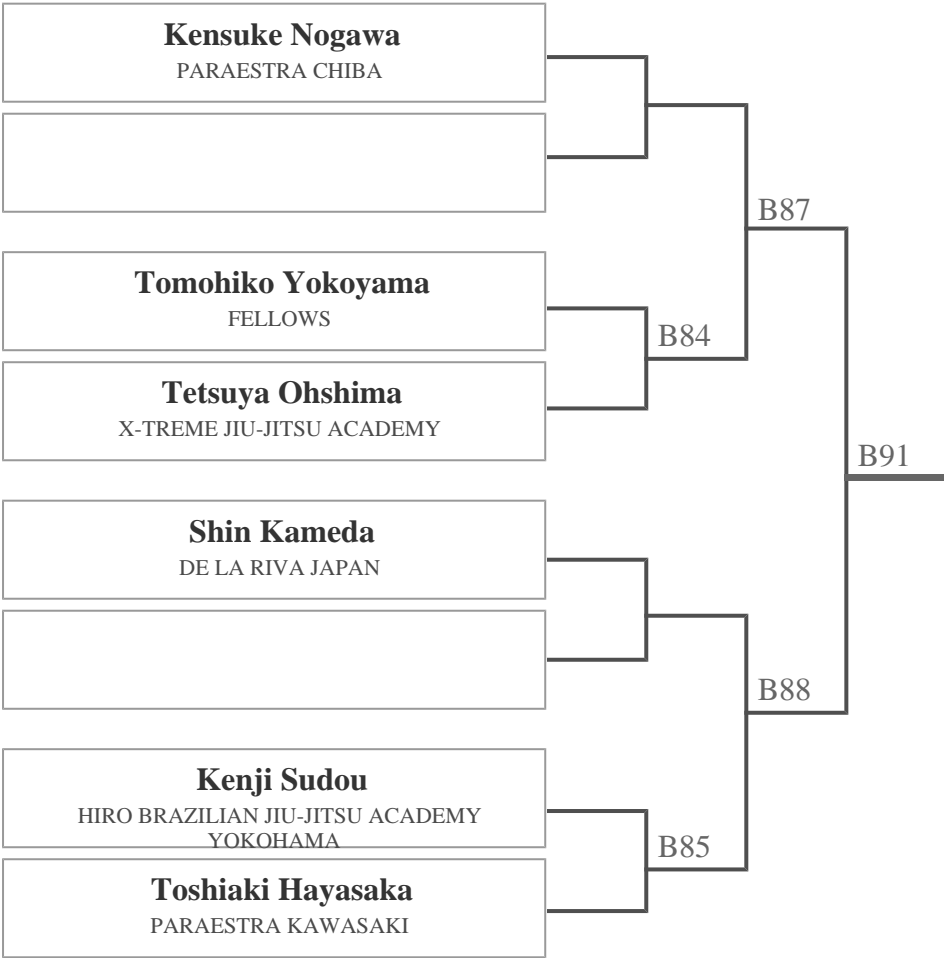 Kensuke Nogawa
PARAESTRA CHIBA
B87
Tomohiko Yokoyama
FELLOWS
B84
Tetsuya Ohshima
X-TREME JIU-JITSU ACADEMY
B91
Shin Kameda
DE LA RIVA JAPAN
B88
Kenji Sudou
HIRO BRAZILIAN JIU-JITSU ACADEMY
YOKOHAMA
B85
Toshiaki Hayasaka
PARAESTRA KAWASAKI